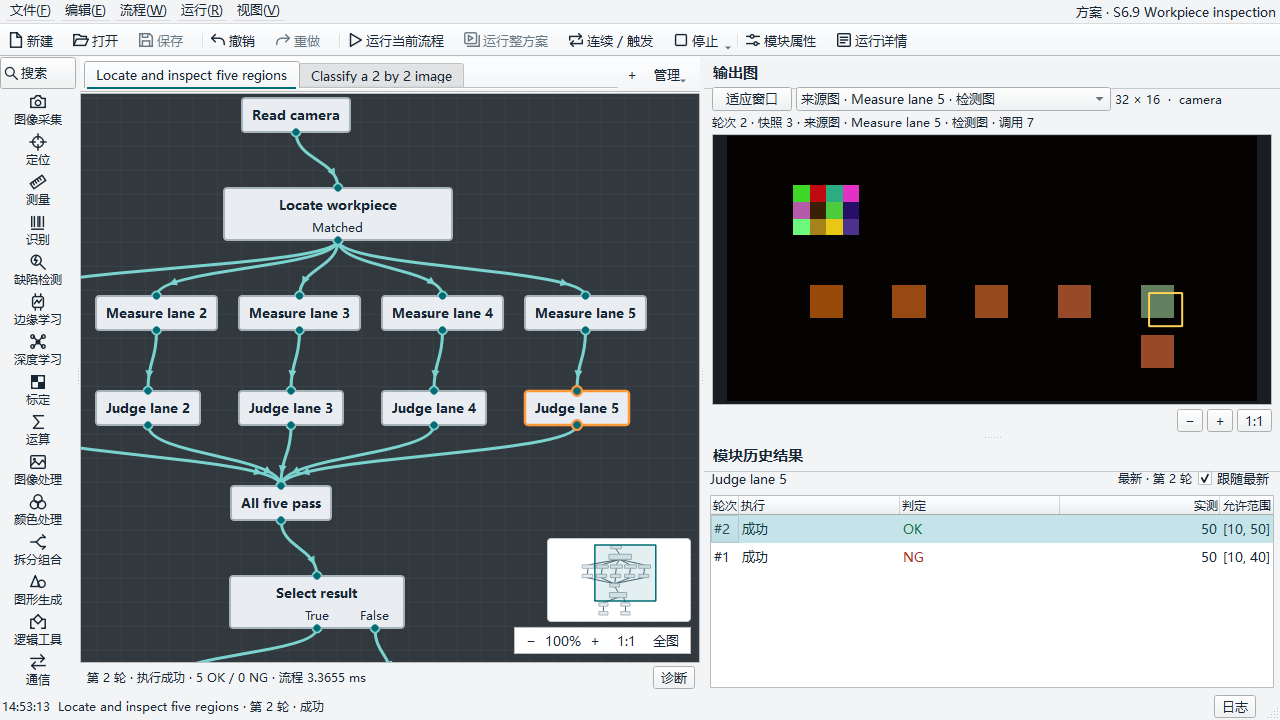 文件(F) 编辑(E) 流程(W) 运行(R) 视图(V)
方案 · S6.9 Workpiece inspection
新建 打开 保存 撤销 重做 运行当前流程 运行整方案 连续 / 触发 停止 模块属性 运行详情
搜索
图像采集
定位
测量
识别
缺陷检测
边缘学习
深度学习
标定
运算
图像处理
颜色处理
拆分组合
图形生成
逻辑工具
通信
Locate and inspect five regions
Classify a 2 by 2 image
+ 管理
Read camera
Locate workpiece
Matched
Measure lane 2
Measure lane 3
Measure lane 4
Measure lane 5
Judge lane 2
Judge lane 3
Judge lane 4
Judge lane 5
All five pass
Select result
True False
− 100% + 1:1 全图
第 2 轮 · 执行成功 · 5 OK / 0 NG · 流程 3.3655 ms
诊断
输出图
适应窗口 来源图 · Measure lane 5 · 检测图 32 × 16 · camera
轮次 2 · 快照 3 · 来源图 · Measure lane 5 · 检测图 · 调用 7
− + 1:1
模块历史结果
Judge lane 5 最新 · 第 2 轮 跟随最新
轮次 执行 判定 实测 允许范围
#2 成功 OK 50 [10, 50]
#1 成功 NG 50 [10, 40]
14:53:13 Locate and inspect five regions · 第 2 轮 · 成功
日志